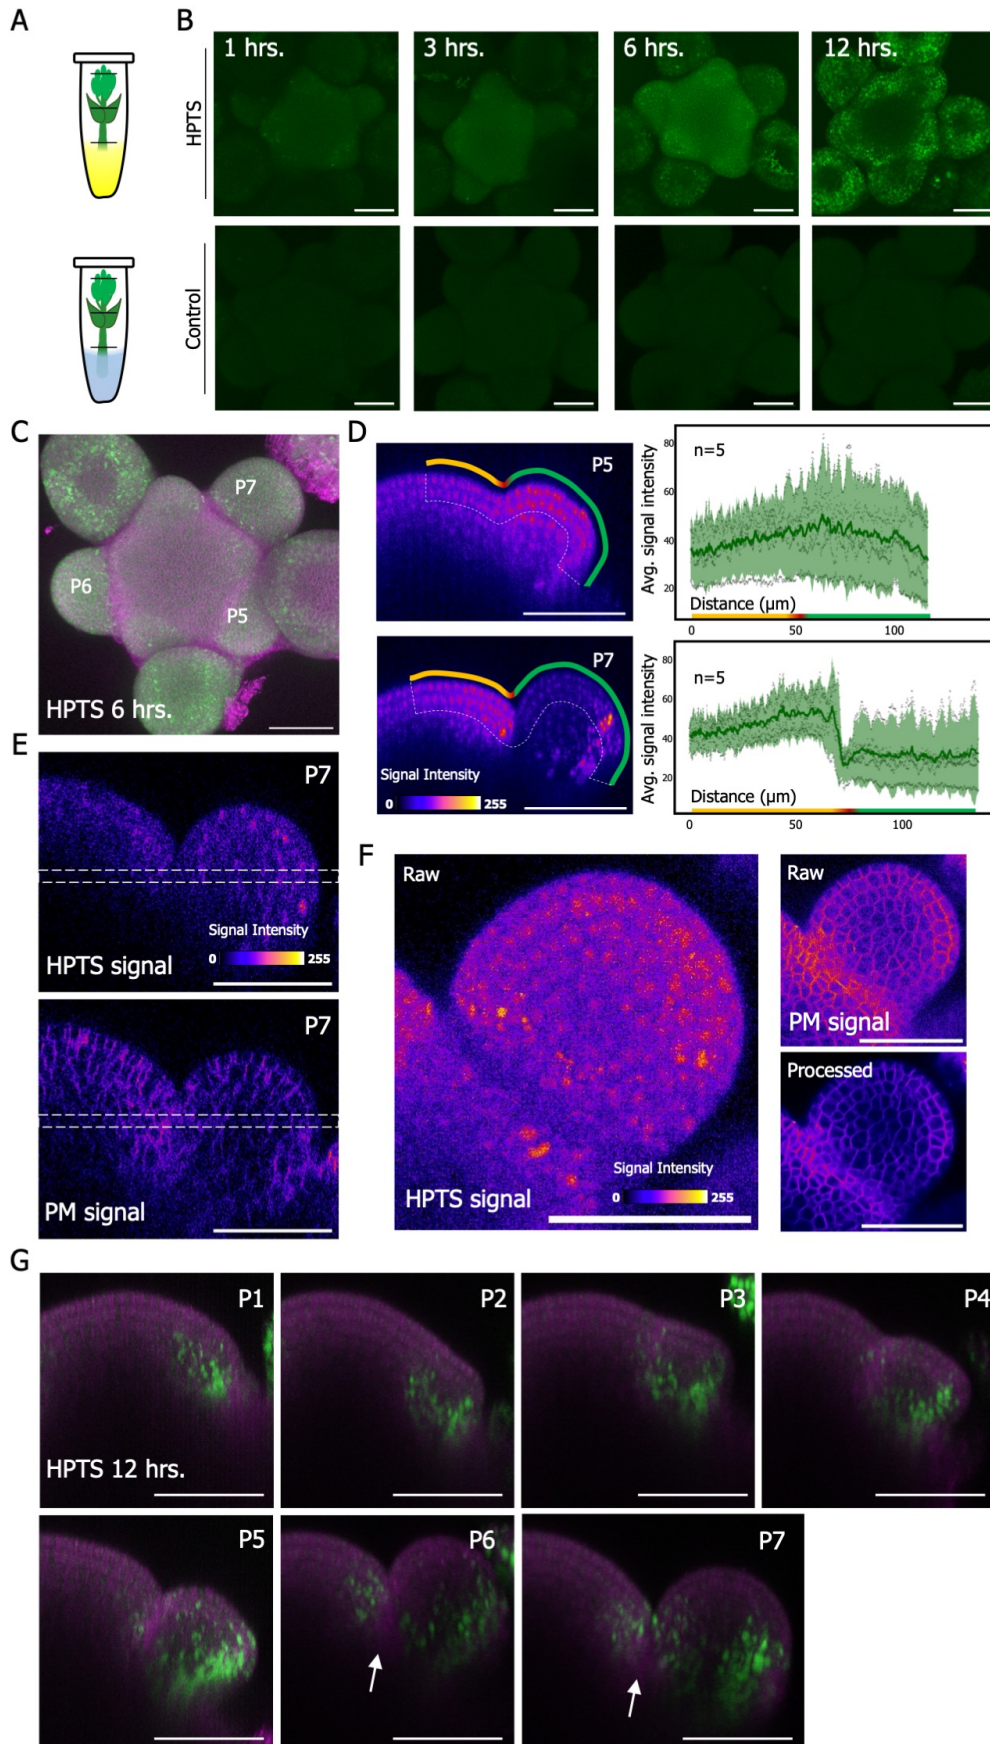 A
B
1 hrs.
3 hrs.
6 hrs.
12 hrs.
HPTS
Control
C
P7
P6
P5
HPTS 6 hrs.
D
P5
n=5
Avg. signal intensity
80
60
40
20
Distance (μm)
0
50
100
P7
Signal Intensity
0
255
n=5
Avg. signal intensity
80
60
40
20
Distance (μm)
0
50
100
E
P7
Signal Intensity
0
255
HPTS signal
P7
PM signal
F
Raw
Signal Intensity
0
255
HPTS signal
Raw
PM signal
Processed
G
P1
HPTS 12 hrs.
P2
P3
P4
P5
P6
P7